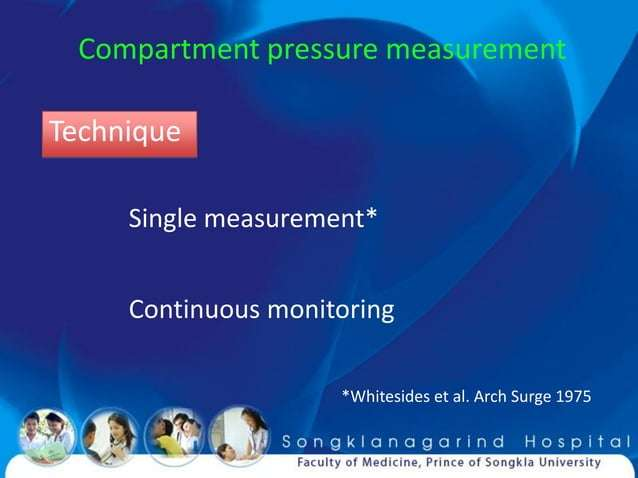 Compartment pressure measurement
Technique
Single measurement*
Continuous monitoring
*Whitesides et al. Arch Surge 1975
Songklanagarind Hospital
Faculty of Medicine, Prince of Songkla University